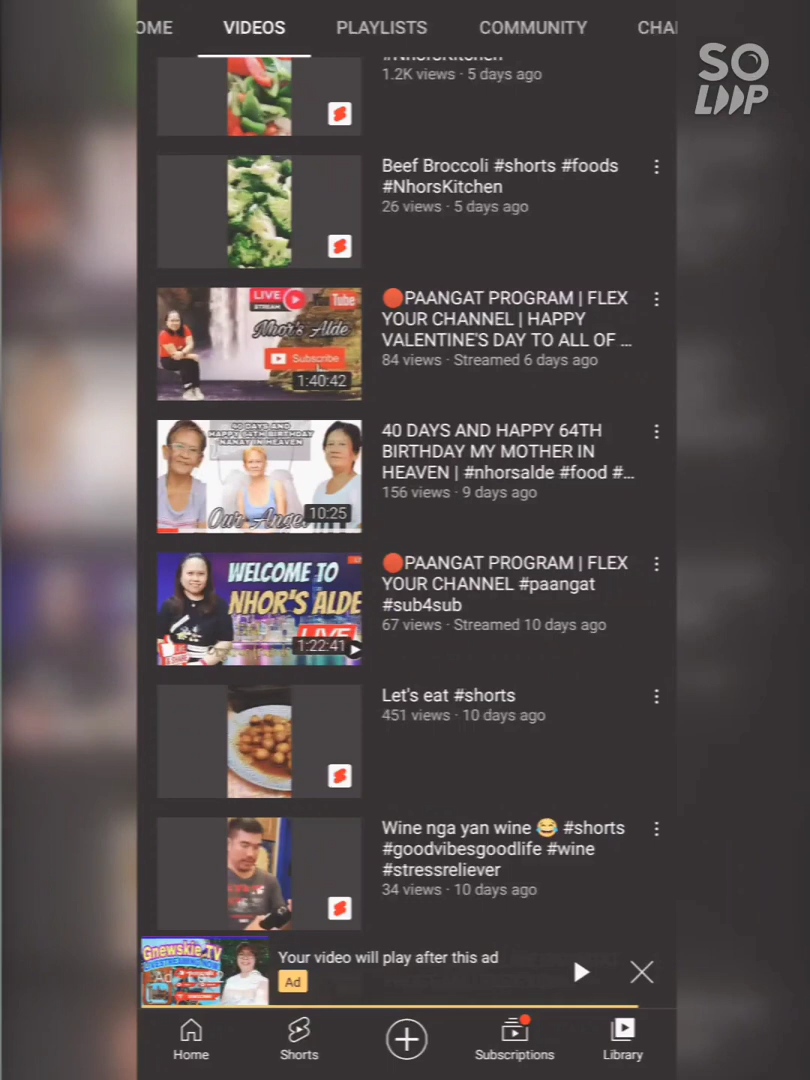 OME VIDEOS PLAYLISTS COMMUNITY CHA
SO
LOOP
#NhorsKitchen
1.2K views · 5 days ago
Beef Broccoli #shorts #foods
#NhorsKitchen
26 views · 5 days ago
LIVE
STREAM
Tube
Nhor's Alde
Subscribe
1:40:42
🔴PAANGAT PROGRAM | FLEX
YOUR CHANNEL | HAPPY
VALENTINE'S DAY TO ALL OF ...
84 views · Streamed 6 days ago
40 DAYS AND
HAPPY 64TH BIRTHDAY
NANAY IN HEAVEN
Our Angel
10:25
40 DAYS AND HAPPY 64TH
BIRTHDAY MY MOTHER IN
HEAVEN | #nhorsalde #food #...
156 views · 9 days ago
WELCOME TO
NHOR'S ALDE
LIVE
1:22:41
🔴PAANGAT PROGRAM | FLEX
YOUR CHANNEL #paangat
#sub4sub
67 views · Streamed 10 days ago
Let's eat #shorts
451 views · 10 days ago
Wine nga yan wine 😂 #shorts
#goodvibesgoodlife #wine
#stressreliever
34 views · 10 days ago
Gnewskie TV
Your video will play after this ad
Ad
Home Shorts Subscriptions Library